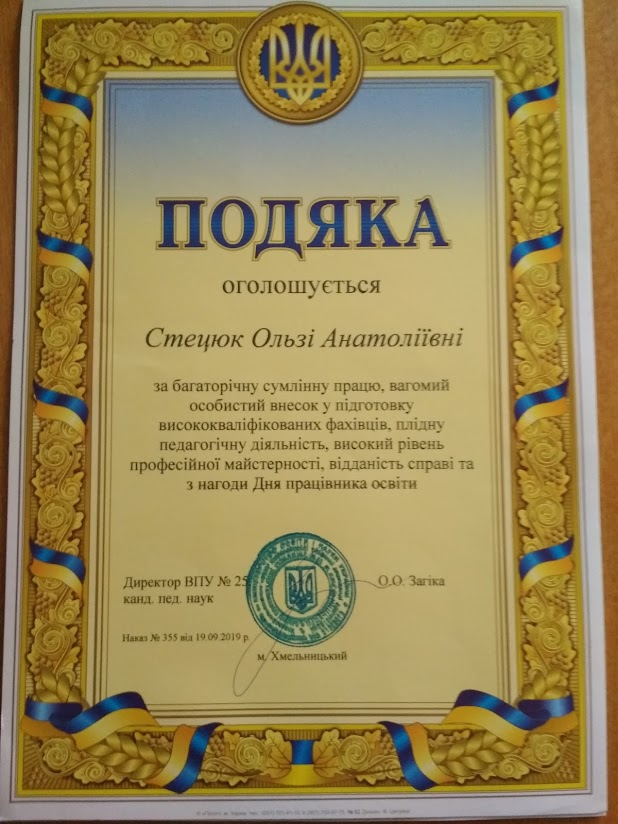 ПОДЯКА
оголошується
Стецюк Ользі Анатоліївні
за багаторічну сумлінну працю, вагомий
особистий внесок у підготовку
висококваліфікованих фахівців, плідну
педагогічну діяльність, високий рівень
професійної майстерності, відданість справі та
з нагоди Дня працівника освіти
Директор ВПУ № 25 О.О. Загіка
канд. пед. наук
Наказ № 355 від 19.09.2019 р.
м. Хмельницький